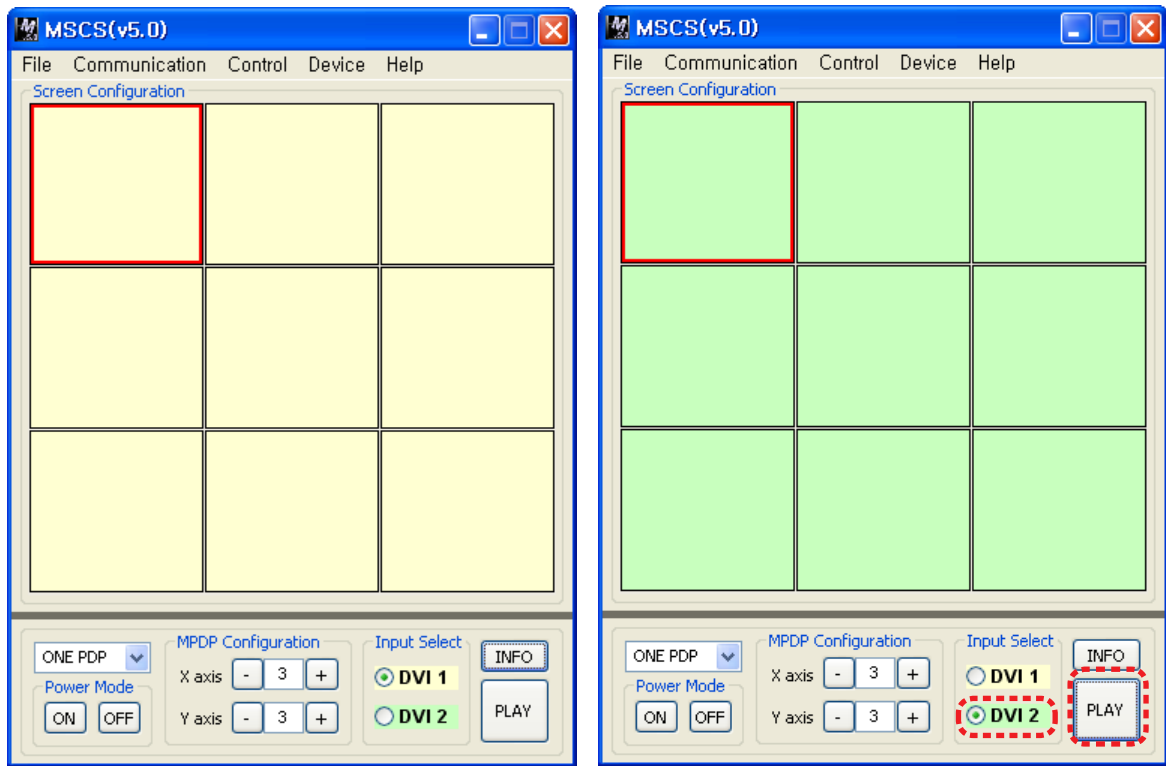 MSCS(v5.0)
File Communication Control Device Help
Screen Configuration
ONE PDP
Power Mode
ON OFF
MPDP Configuration
X axis - 3 +
Y axis - 3 +
Input Select
DVI 1
DVI 2
INFO
PLAY
MSCS(v5.0)
File Communication Control Device Help
Screen Configuration
ONE PDP
Power Mode
ON OFF
MPDP Configuration
X axis - 3 +
Y axis - 3 +
Input Select
DVI 1
DVI 2
INFO
PLAY